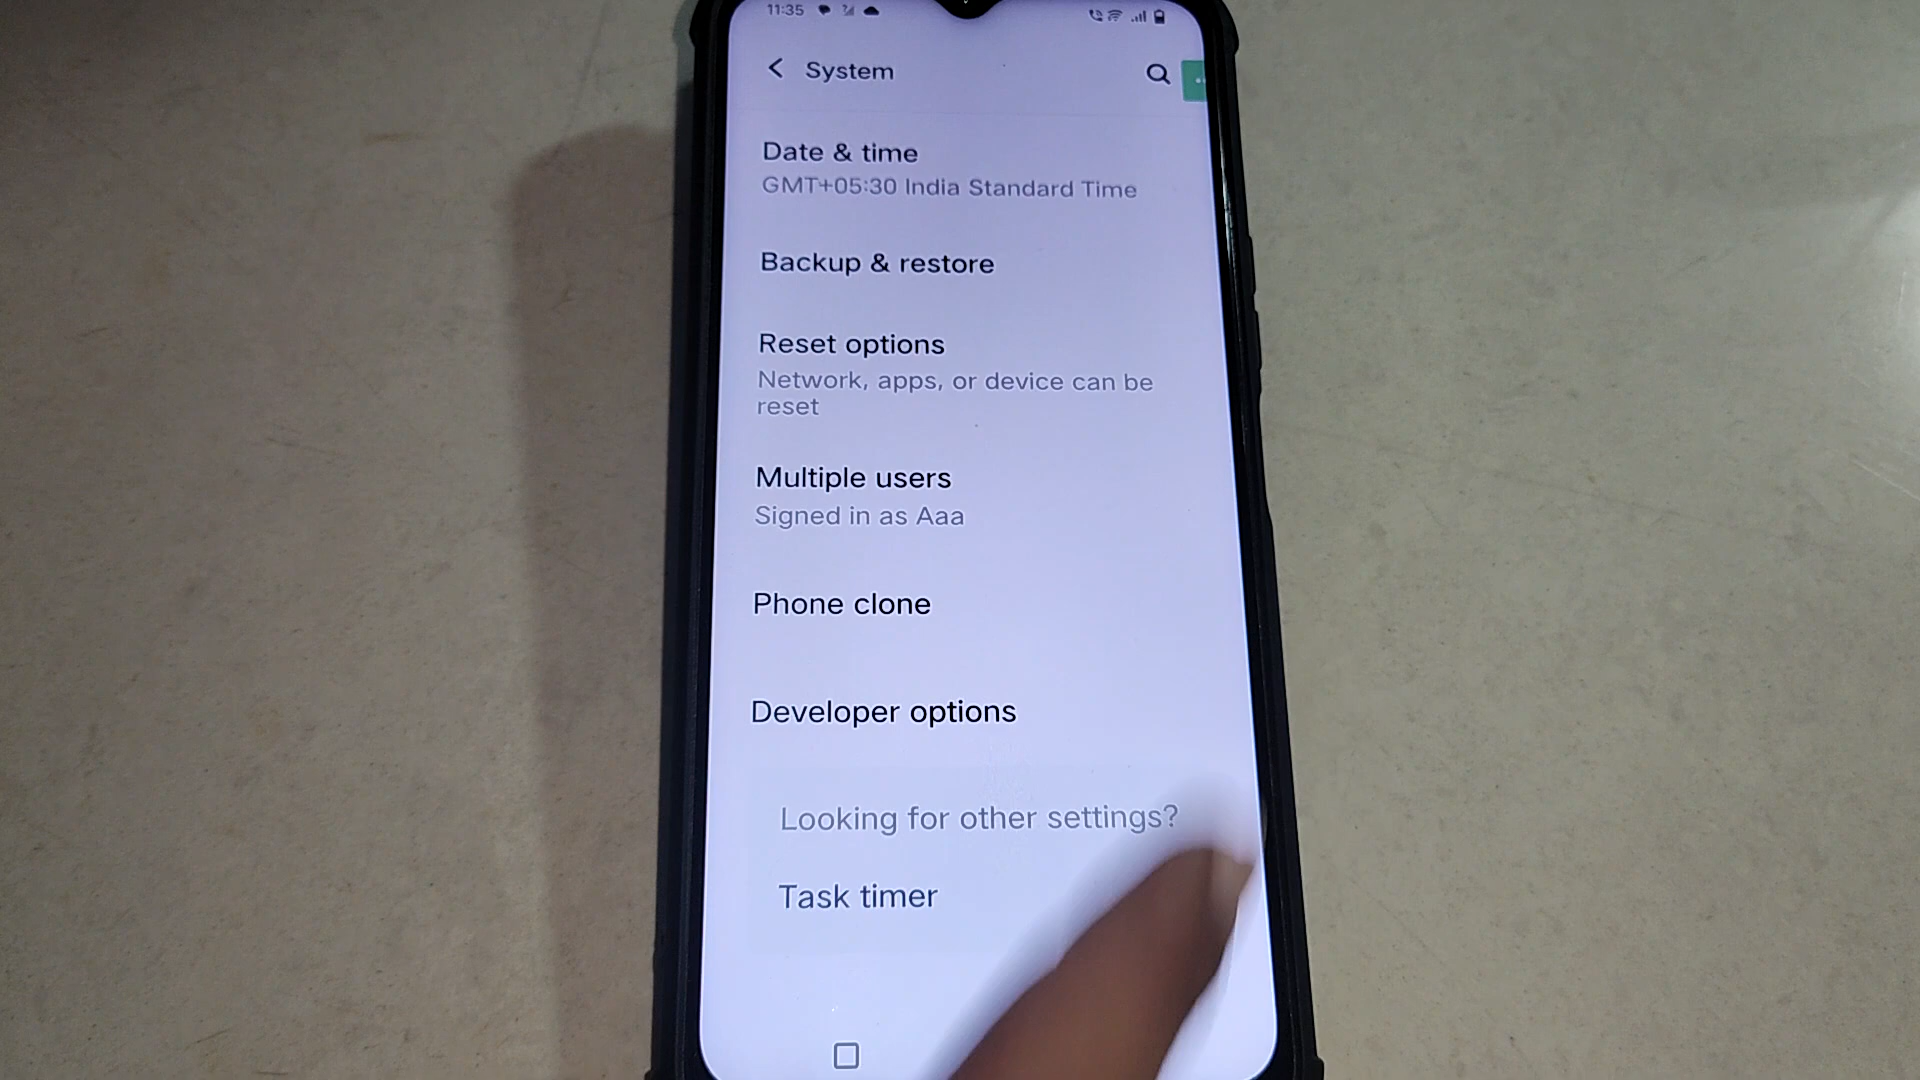 11:35
System
Date & time
GMT+05:30 India Standard Time
Backup & restore
Reset options
Network, apps, or device can be
reset
Multiple users
Signed in as Aaa
Phone clone
Developer options
Looking for other settings?
Task timer